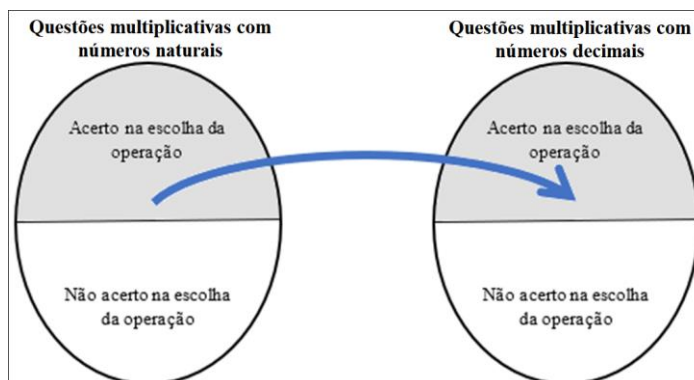 Questões multiplicativas com
números naturais
Questões multiplicativas com
números decimais
Acerto na escolha da
operação
Acerto na escolha da
operação
Não acerto na escolha
da operação
Não acerto na escolha
da operação